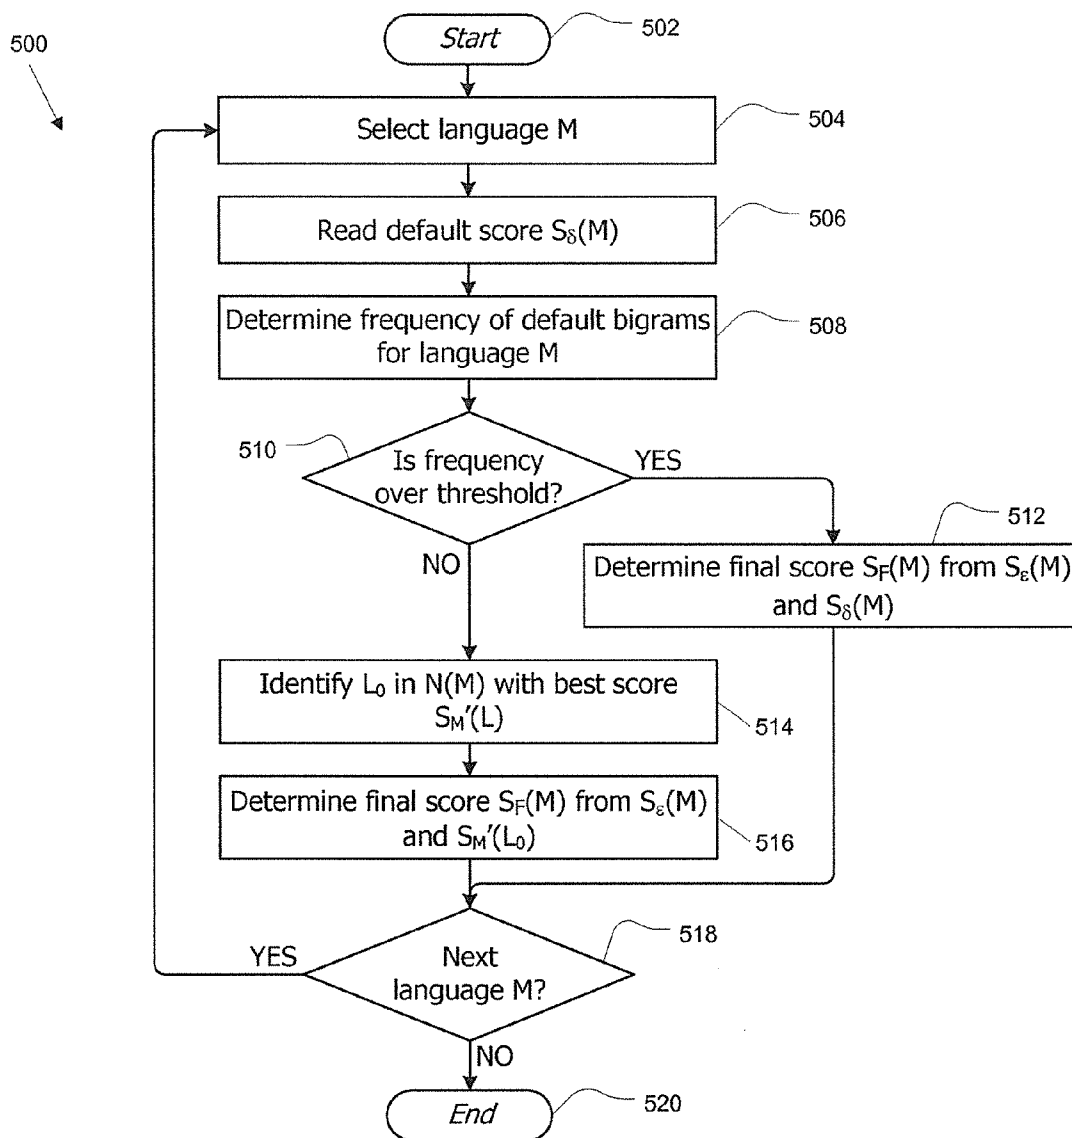 500
Start
502
Select language M
504
Read default score Sδ(M)
506
Determine frequency of default bigrams
for language M
508
510
Is frequency
over threshold?
YES
NO
512
Determine final score SF(M) from Sε(M)
and Sδ(M)
Identify L₀ in N(M) with best score
SM'(L)
514
Determine final score SF(M) from Sε(M)
and SM'(L₀)
516
YES
Next
language M?
518
NO
End
520